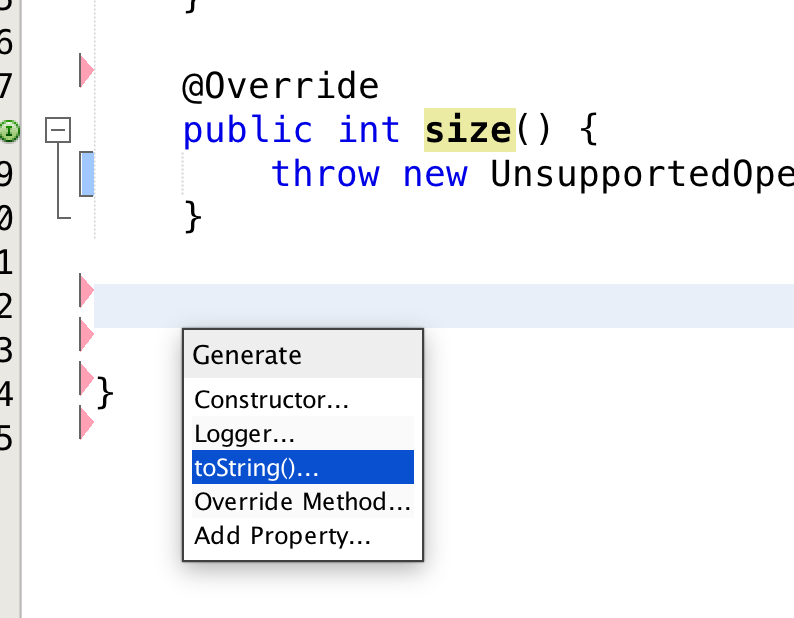 }
6
7 @Override
public int size() {
9 throw new UnsupportedOpe
0 }
1
2
3
4 }
5
Generate
Constructor...
Logger...
toString()...
Override Method...
Add Property...